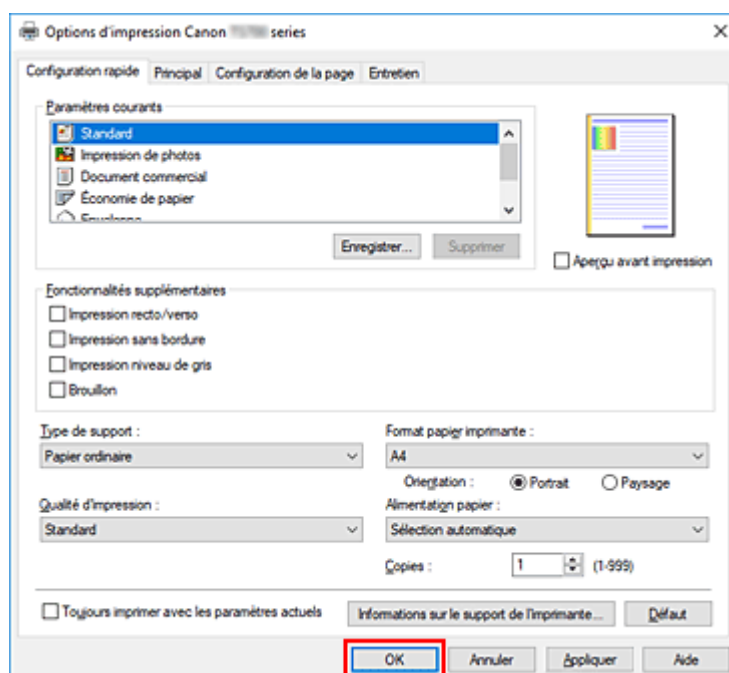 Options d'impression Canon series
Configuration rapide Principal Configuration de la page Entretien
Paramètres courants
Standard
Impression de photos
Document commercial
Économie de papier
Enregistrer... Supprimer
Aperçu avant impression
Fonctionnalités supplémentaires
Impression recto/verso
Impression sans bordure
Impression niveau de gris
Brouillon
Type de support :
Papier ordinaire
Format papier imprimante :
A4
Orientation : Portrait Paysage
Qualité d'impression :
Standard
Alimentation papier :
Sélection automatique
Copies : 1 (1-999)
Toujours imprimer avec les paramètres actuels Informations sur le support de l'imprimante... Défaut
OK Annuler Appliquer Aide